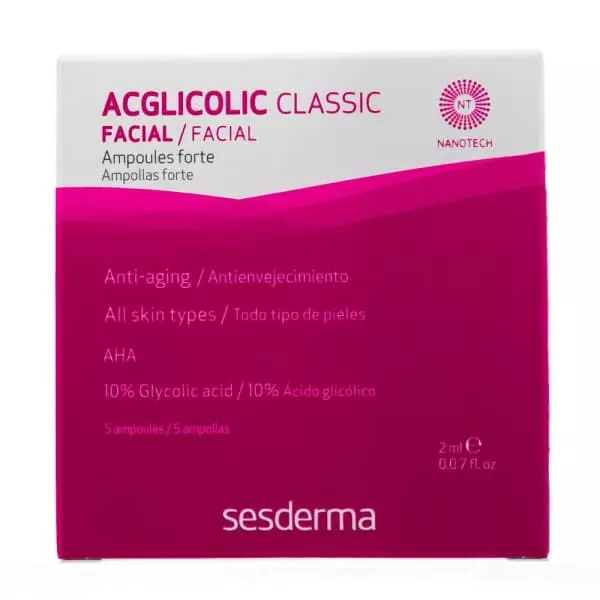 ACGLICOLIC CLASSIC
FACIAL / FACIAL
Ampoules forte
Ampollas forte
NT
NANOTECH
Anti-aging / Antienvejecimiento
All skin types / Todo tipo de pieles
AHA
10% Glycolic acid / 10% Ácido glicólico
5 ampoules / 5 ampollas
2 ml ℮
0.07 fl. oz
sesderma